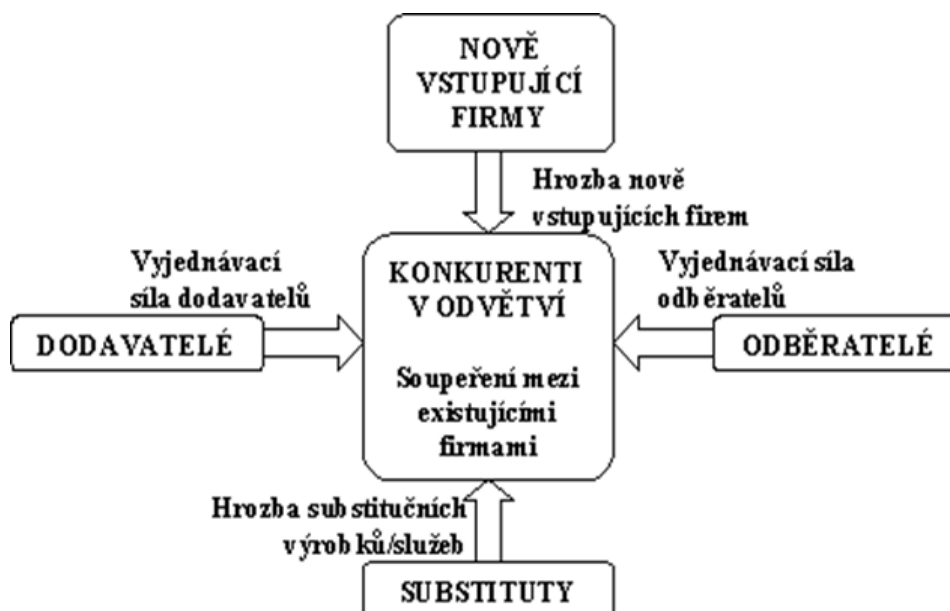 NOVĚ
VSTUPUJÍCÍ
FIRMY
Hrozba nově
vstupujících firem
Vyjednávací
síla dodavatelů
KONKURENTI
V ODVĚTVÍ
Vyjednávací síla
odběratelů
DODAVATELÉ
ODBĚRATELÉ
Soupeření mezi
existujícími
firmami
Hrozba substitučních
výrobků/služeb
SUBSTITUTY